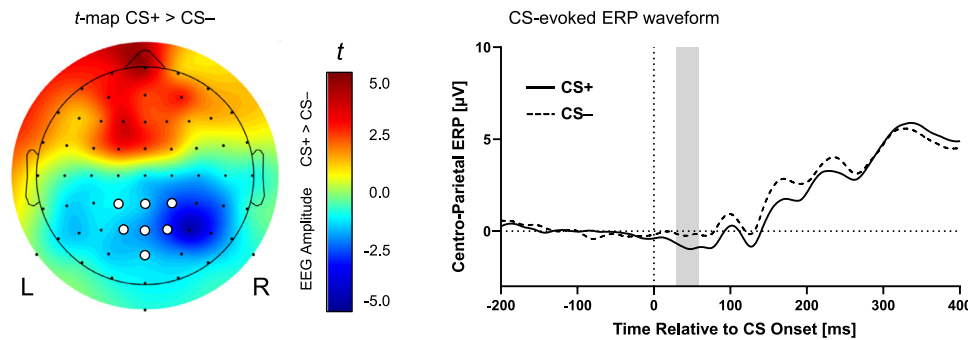 t-map CS+ > CS–
t
5.0
2.5
0.0
-2.5
-5.0
EEG Amplitude CS+ > CS–
L
R
CS-evoked ERP waveform
10
5
0
Centro-Parietal ERP [µV]
CS+
CS–
-200
-100
0
100
200
300
400
Time Relative to CS Onset [ms]